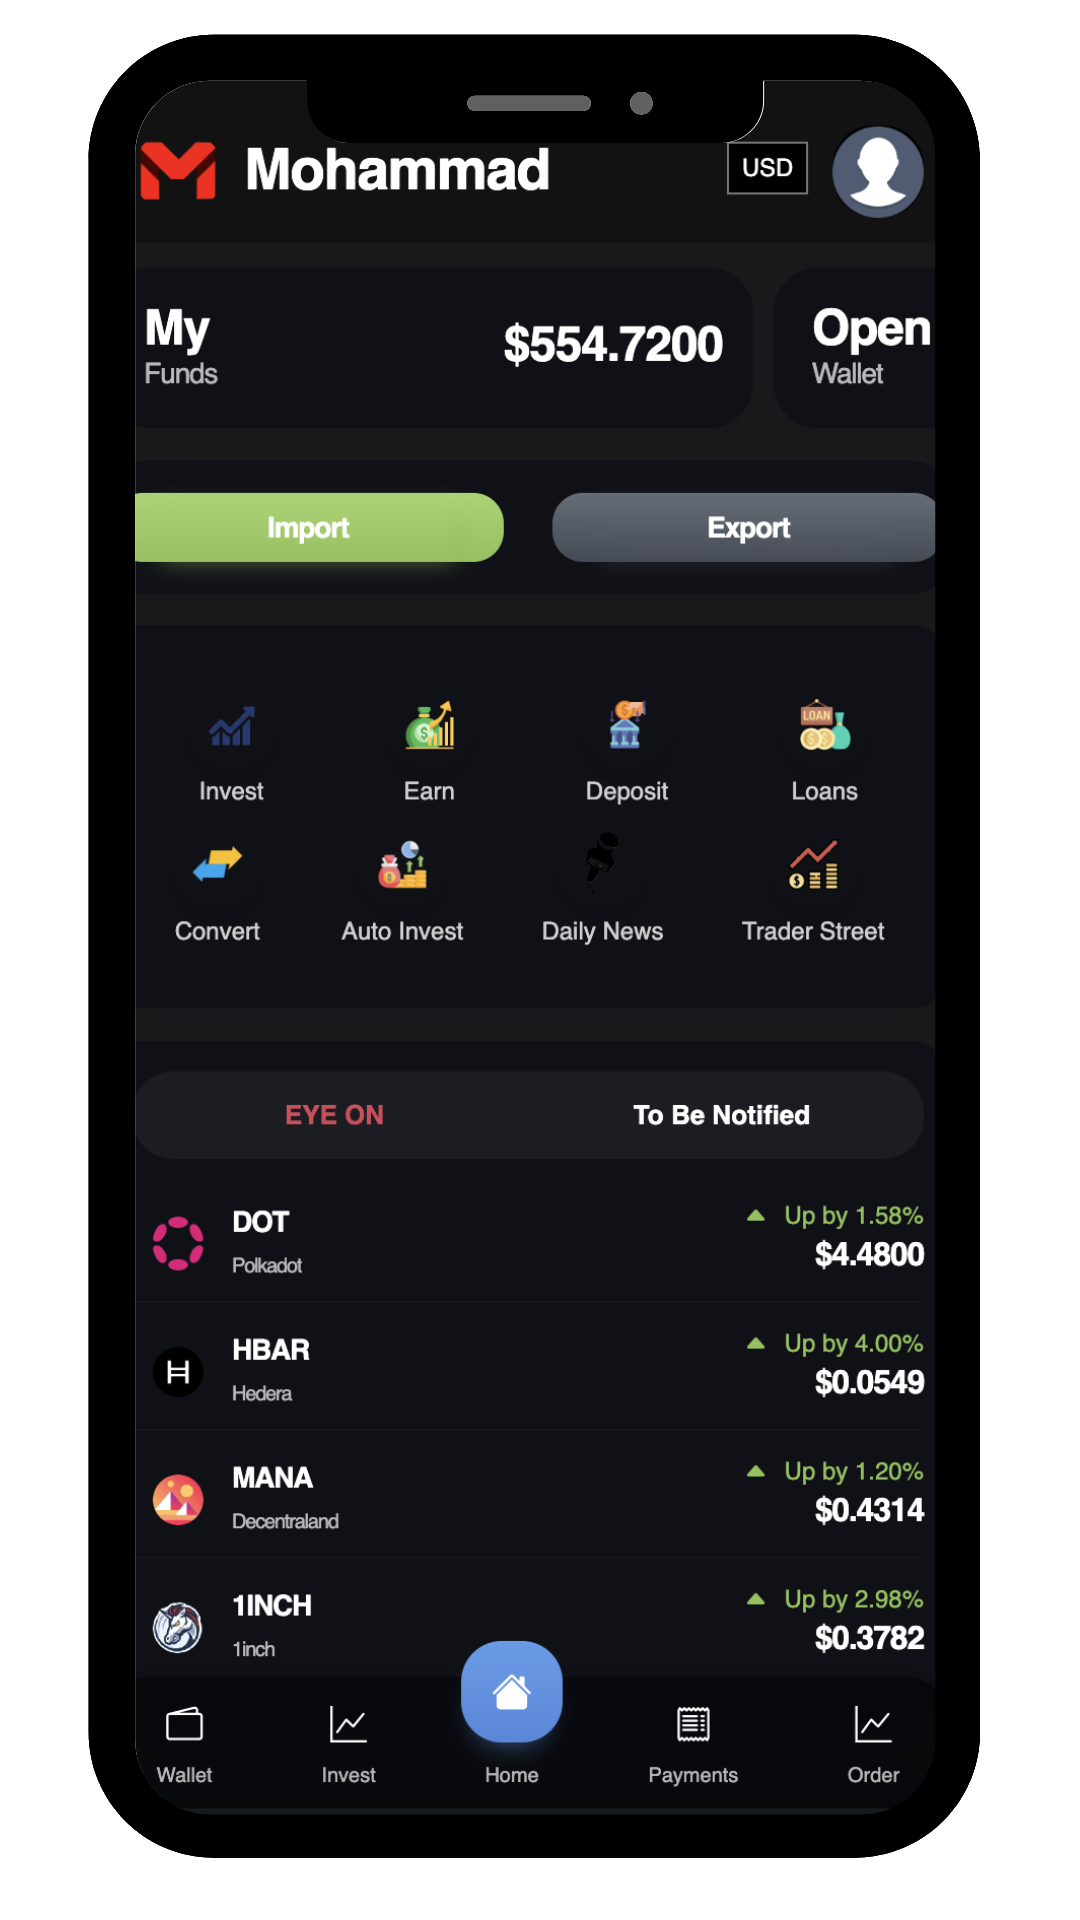 Mohammad
USD
My
Funds
$554.7200
Open
Wallet
Import
Export
LOAN
Invest
Earn
Deposit
Loans
Convert
Auto Invest
Daily News
Trader Street
EYE ON
To Be Notified
DOT
Polkadot
Up by 1.58%
$4.4800
HBAR
Hedera
Up by 4.00%
$0.0549
MANA
Decentraland
Up by 1.20%
$0.4314
1INCH
1inch
Up by 2.98%
$0.3782
Wallet
Invest
Home
Payments
Order